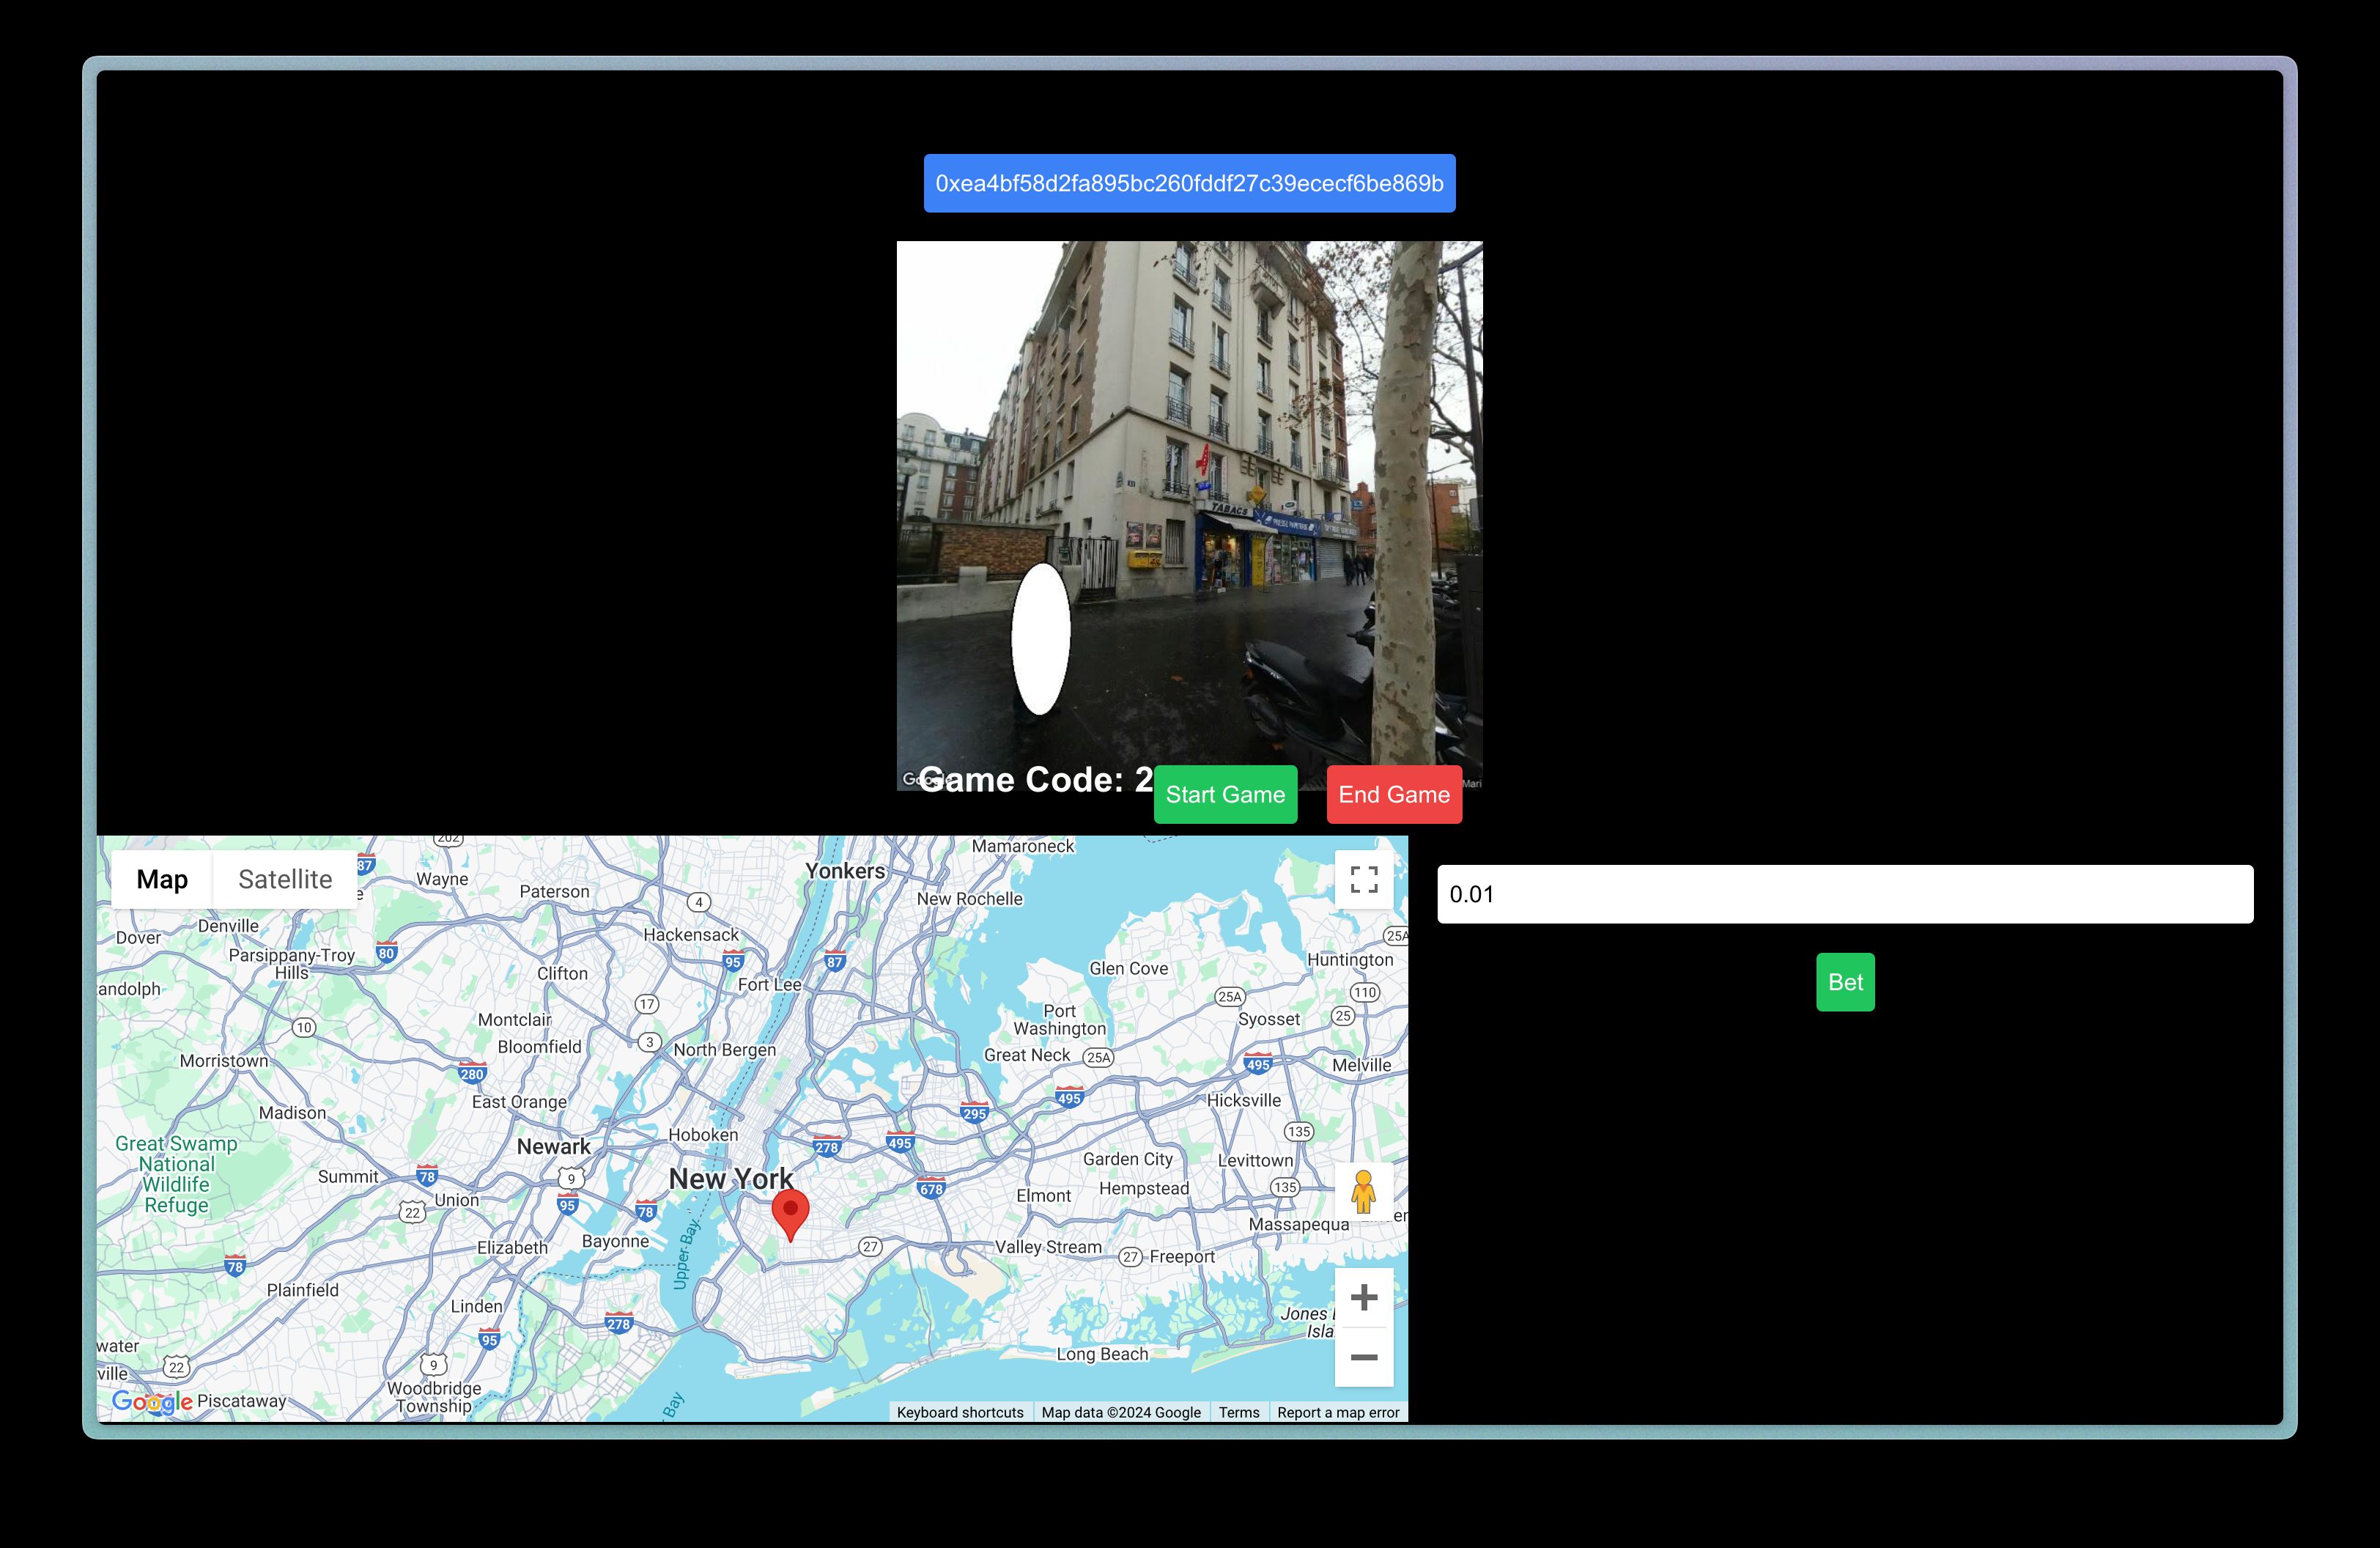 0xea4bf58d2fa895bc260fddf27c39ececf6be869b
TABACS
Google
Game Code: 2
Start Game
End Game
Mari
Map
Satellite
87
202
Mamaroneck
Yonkers
Wayne
Paterson
4
New Rochelle
Denville
Hackensack
25A
Dover
80
Parsippany-Troy
Hills
Clifton
95
87
Glen Cove
Huntington
andolph
Fort Lee
17
25A
110
Port
Washington
Syosset
25
10
Montclair
Bloomfield
3
North Bergen
Great Neck
25A
Morristown
280
495
Melville
East Orange
295
495
Hicksville
Madison
Great Swamp
National
Wildlife
Refuge
Newark
Hoboken
278
495
135
Garden City
Levittown
Summit
78
9
New York
678
Elmont
Hempstead
135
Union
22
95
78
Massapequa
Elizabeth
Bayonne
Upper Bay
27
Valley Stream
27
Freeport
78
Plainfield
Linden
278
95
Jones
Isla
water
ville
22
9
Long Beach
Woodbridge
Township
Bay
Google
Piscataway
Keyboard shortcuts
Map data ©2024 Google
Terms
Report a map error
0.01
Bet